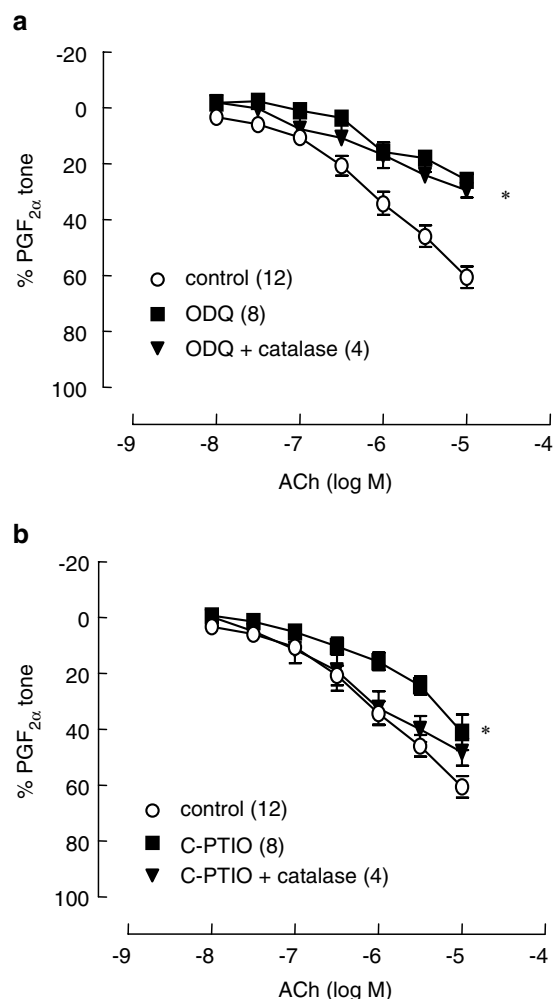 a
-20
0
20
40
60
80
100
% PGF2α tone
control (12)
ODQ (8)
ODQ + catalase (4)
*
-9 -8 -7 -6 -5 -4
ACh (log M)
b
-20
0
20
40
60
80
100
% PGF2α tone
*
control (12)
C-PTIO (8)
C-PTIO + catalase (4)
-9 -8 -7 -6 -5 -4
ACh (log M)